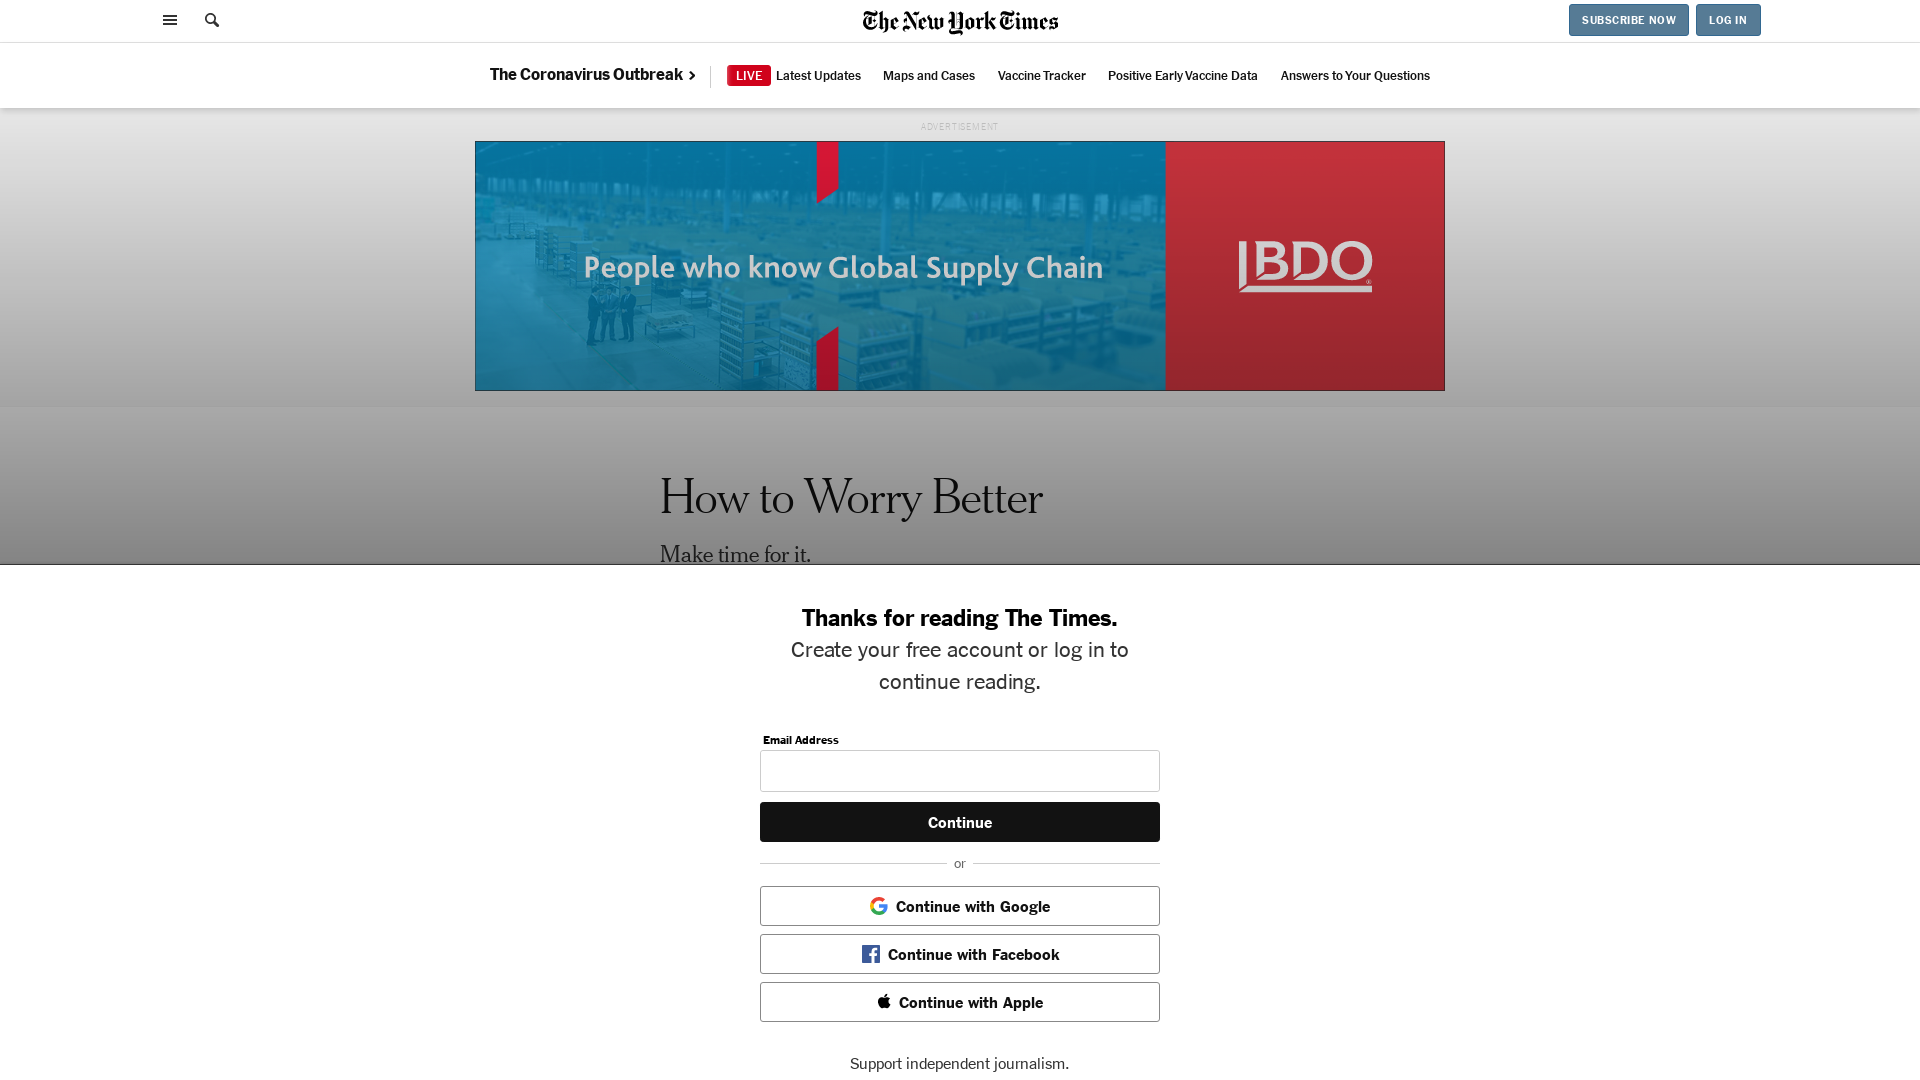 The New York Times
SUBSCRIBE NOW
LOG IN
The Coronavirus Outbreak
LIVE Latest Updates
Maps and Cases
Vaccine Tracker
Positive Early Vaccine Data
Answers to Your Questions
ADVERTISEMENT
People who know Global Supply Chain
BDO®
How to Worry Better
Make time for it.
Thanks for reading The Times.
Create your free account or log in to
continue reading.
Email Address
Continue
or
Continue with Google
Continue with Facebook
Continue with Apple
Support independent journalism.